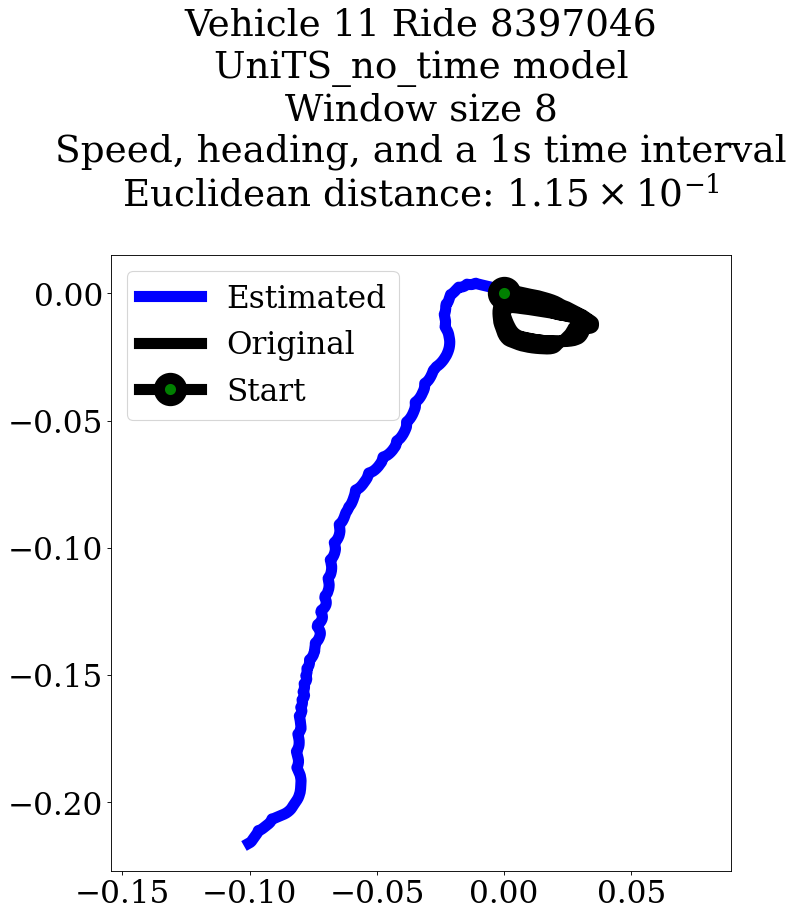 Vehicle 11 Ride 8397046
UniTS_no_time model
Window size 8
Speed, heading, and a 1s time interval
Euclidean distance: 1.15 × 10⁻¹
Estimated
Original
Start
0.00
−0.05
−0.10
−0.15
−0.20
−0.15 −0.10 −0.05 0.00 0.05